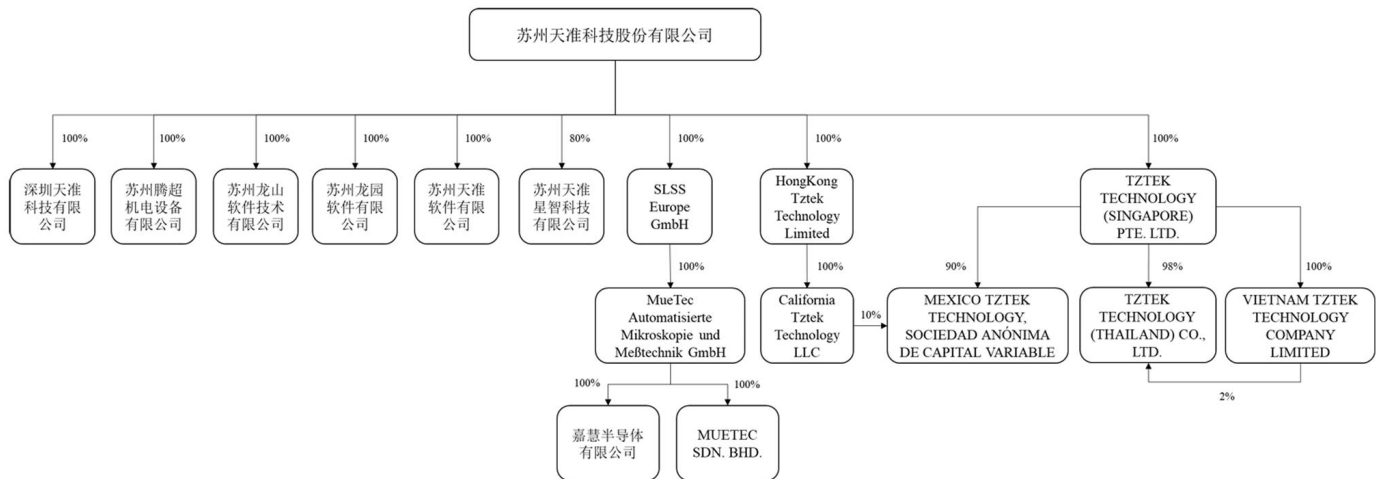 苏州天准科技股份有限公司
100%
100%
100%
100%
100%
80%
100%
100%
100%
深圳天准
科技有限
公司
苏州腾超
机电设备
有限公司
苏州龙山
软件技术
有限公司
苏州龙园
软件有限
公司
苏州天准
软件有限
公司
苏州天准
星智科技
有限公司
SLSS
Europe
GmbH
HongKong
Tztek
Technology
Limited
TZTEK
TECHNOLOGY
(SINGAPORE)
PTE. LTD.
100%
100%
90%
98%
100%
MueTec
Automatisierte
Mikroskopie und
Meßtechnik GmbH
California
Tztek
Technology
LLC
10%
MEXICO TZTEK
TECHNOLOGY,
SOCIEDAD ANÓNIMA
DE CAPITAL VARIABLE
TZTEK
TECHNOLOGY
(THAILAND) CO.,
LTD.
VIETNAM TZTEK
TECHNOLOGY
COMPANY
LIMITED
100%
100%
2%
嘉慧半导体
有限公司
MUETEC
SDN. BHD.